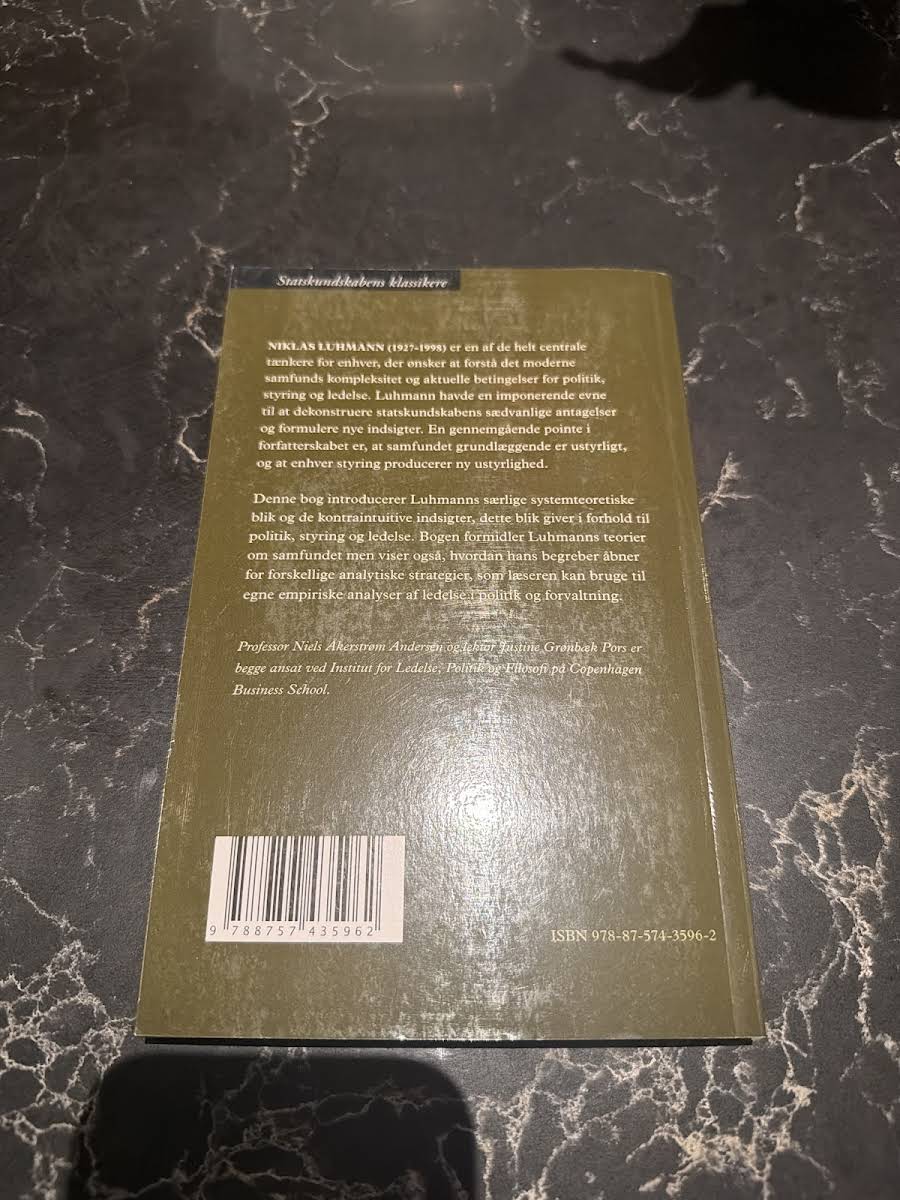 Statskundskabens klassikere
NIKLAS LUHMANN (1927-1998) er en af de helt centrale
tænkere for enhver, der ønsker at forstå det moderne
samfunds kompleksitet og aktuelle betingelser for politik,
styring og ledelse. Luhmann havde en imponerende evne
til at dekonstruere statskundskabens sædvanlige antagelser
og formulere nye indsigter. En gennemgående pointe i
forfatterskabet er, at samfundet grundlæggende er ustyrligt,
og at enhver styring producerer ny ustyrlighed.
Denne bog introducerer Luhmanns særlige systemteoretiske
blik og de kontraintuitive indsigter, dette blik giver i forhold til
politik, styring og ledelse. Bogen formidler Luhmanns teorier
om samfundet men viser også, hvordan hans begreber åbner
for forskellige analytiske strategier, som læseren kan bruge til
egne empiriske analyser af ledelse i politik og forvaltning.
Professor Niels Åkerstrøm Andersen og lektor Justine Grønbæk Pors er
begge ansat ved Institut for Ledelse, Politik og Filosofi på Copenhagen
Business School.
9 788757 435962
ISBN 978-87-574-3596-2